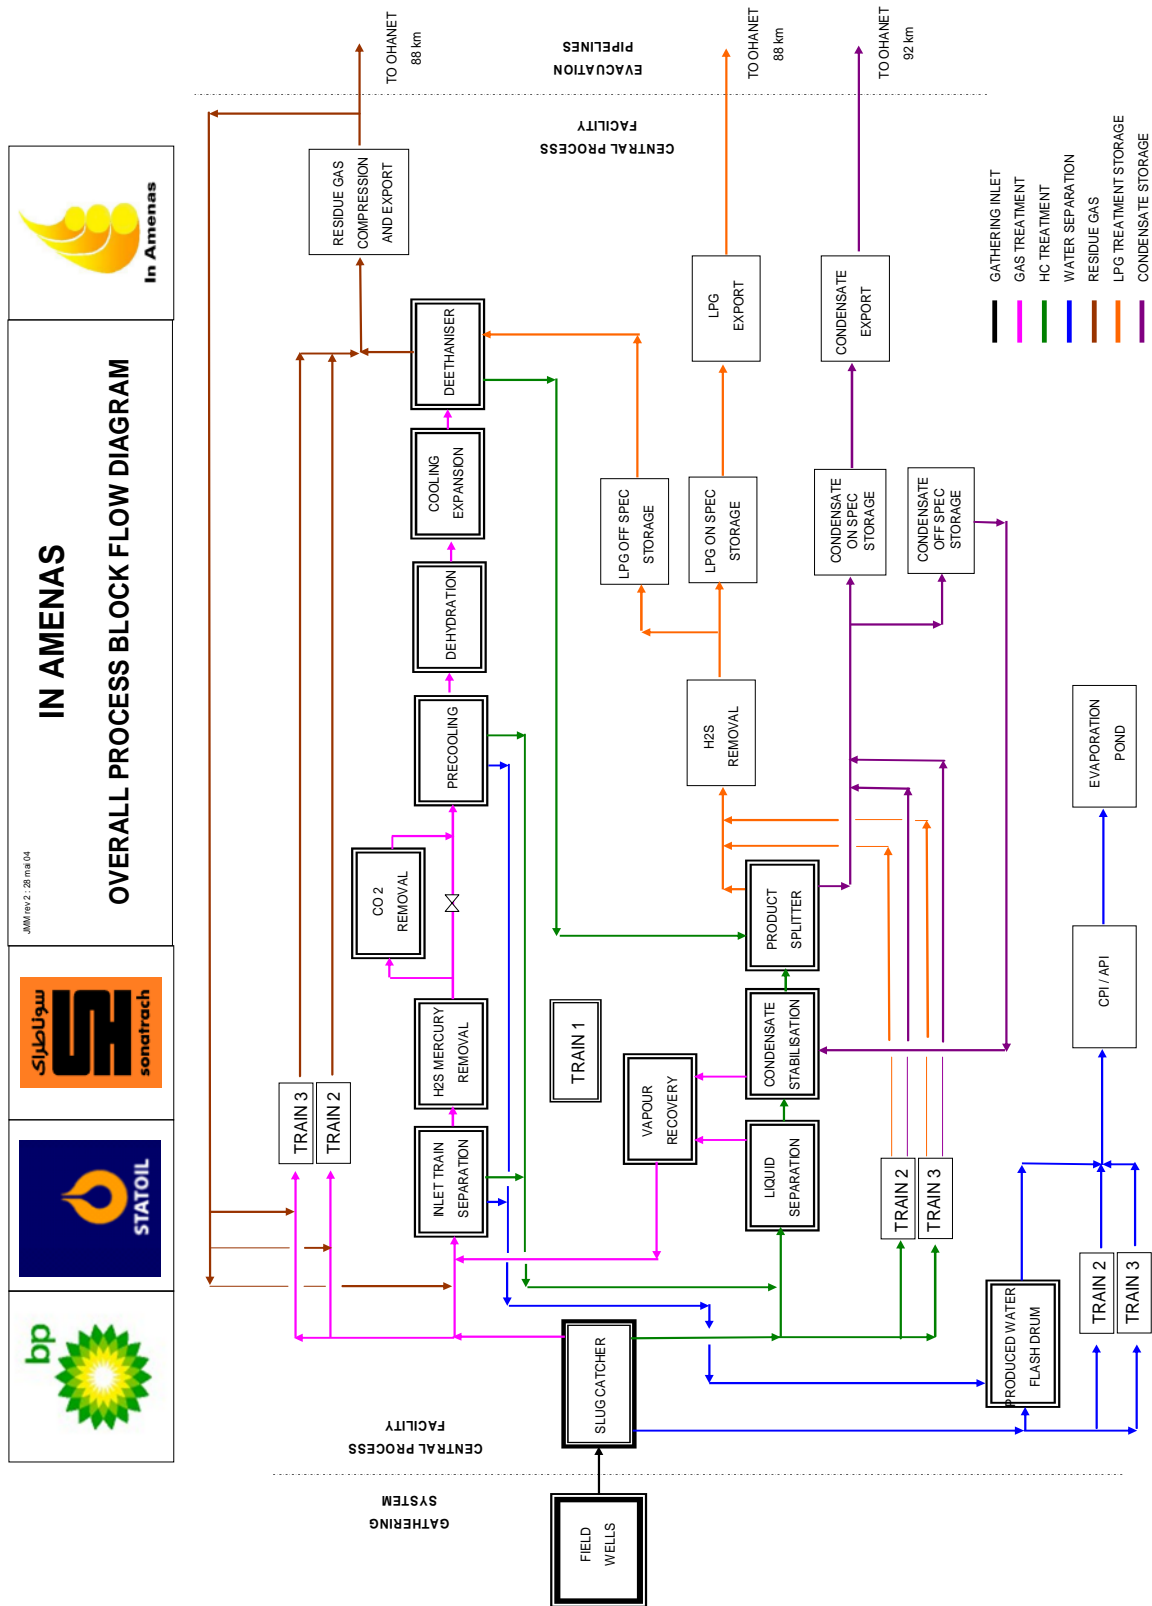 bp
STATOIL
سوناطراك
sonatrach
JMM rev 2 : 28 mai 04
IN AMENAS
OVERALL PROCESS BLOCK FLOW DIAGRAM
In Amenas
GATHERING
SYSTEM
CENTRAL PROCESS
FACILITY
CENTRAL PROCESS
FACILITY
EVACUATION
PIPELINES
FIELD
WELLS
SLUG CATCHER
TRAIN 3
TRAIN 2
INLET TRAIN
SEPARATION
H2S MERCURY
REMOVAL
CO 2
REMOVAL
PRECOOLING
DEHYDRATION
COOLING
EXPANSION
DEETHANISER
RESIDUE GAS
COMPRESSION
AND EXPORT
TO OHANET
88 km
TRAIN 1
VAPOUR
RECOVERY
LIQUID
SEPARATION
CONDENSATE
STABILISATION
PRODUCT
SPLITTER
H2S
REMOVAL
LPG OFF SPEC
STORAGE
LPG ON SPEC
STORAGE
LPG
EXPORT
TO OHANET
88 km
TRAIN 2
TRAIN 3
CONDENSATE
ON SPEC
STORAGE
CONDENSATE
OFF SPEC
STORAGE
CONDENSATE
EXPORT
TO OHANET
92 km
PRODUCED WATER
FLASH DRUM
TRAIN 2
TRAIN 3
CPI / API
EVAPORATION
POND
GATHERING INLET
GAS TREATMENT
HC TREATMENT
WATER SEPARATION
RESIDUE GAS
LPG TREATMENT STORAGE
CONDENSATE STORAGE